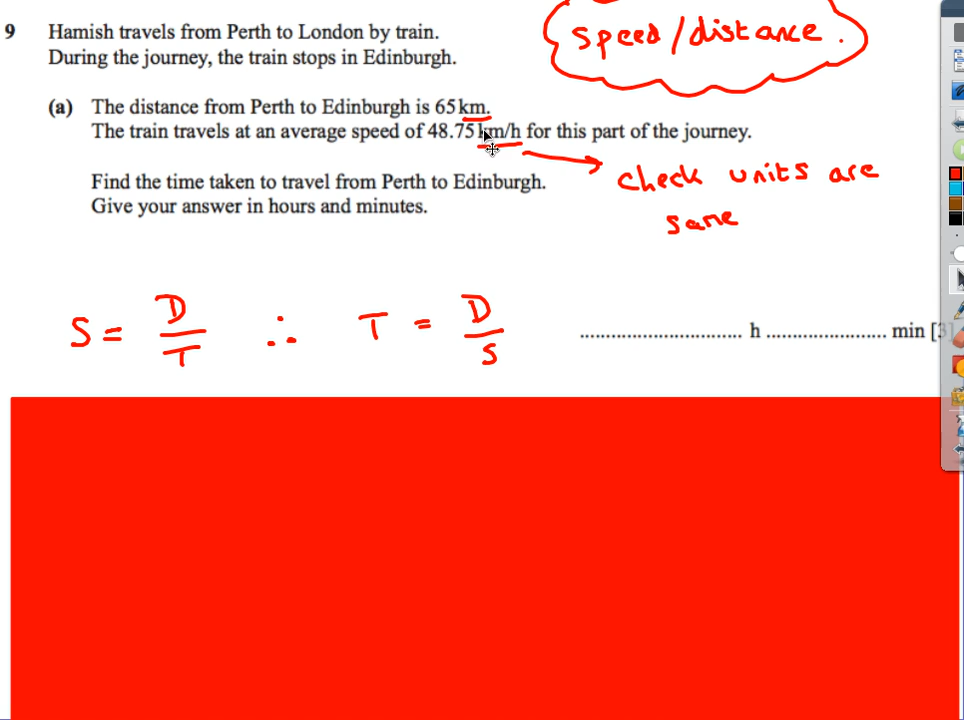 speed/distance.
9 Hamish travels from Perth to London by train.
During the journey, the train stops in Edinburgh.
(a) The distance from Perth to Edinburgh is 65 km.
The train travels at an average speed of 48.75 km/h for this part of the journey.
check units are
same
Find the time taken to travel from Perth to Edinburgh.
Give your answer in hours and minutes.
S = D/T ∴ T = D/S
................................ h ........................ min [3]